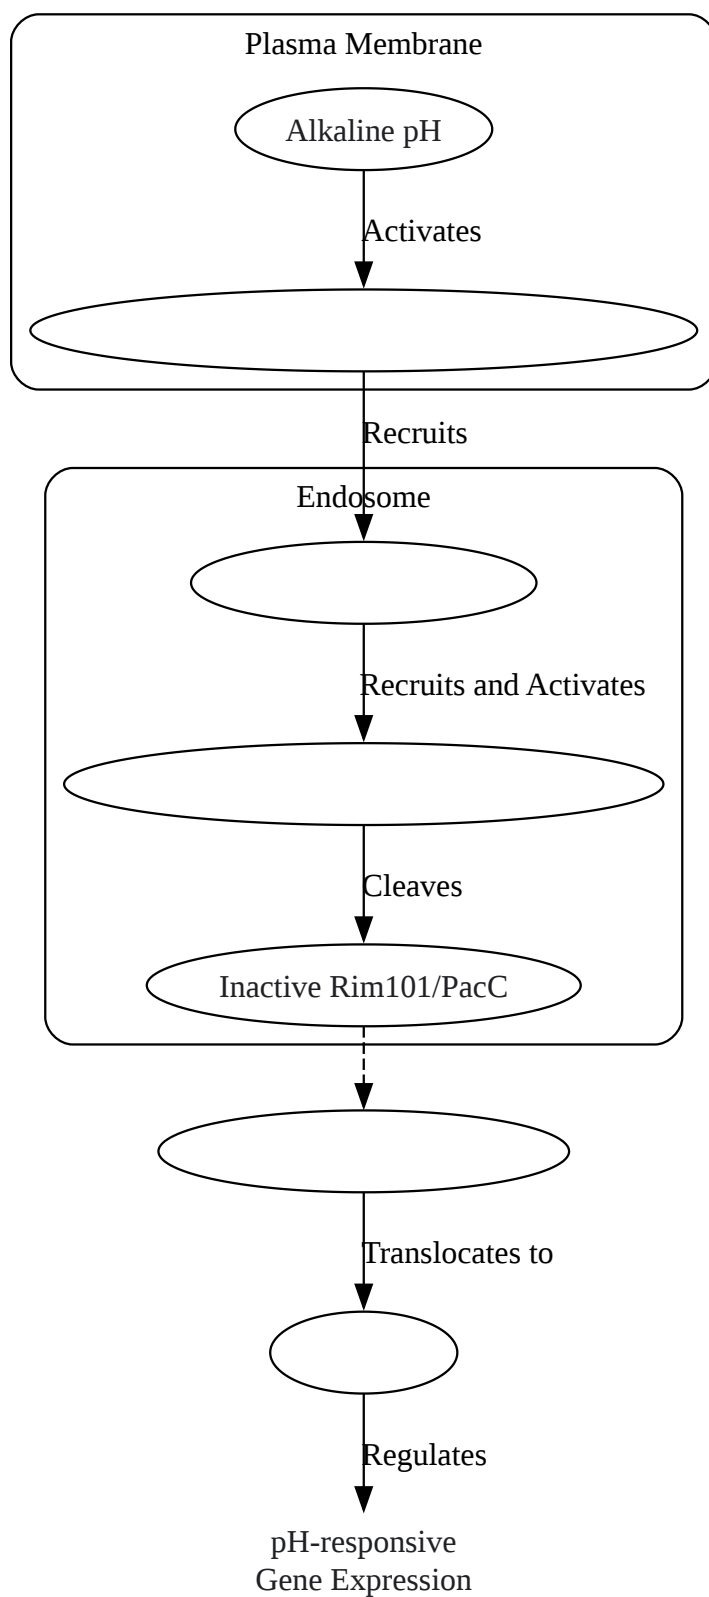 Plasma Membrane
Alkaline pH
Activates
Recruits
Endosome
Recruits and Activates
Cleaves
Inactive Rim101/PacC
Translocates to
Regulates
pH-responsive
Gene Expression